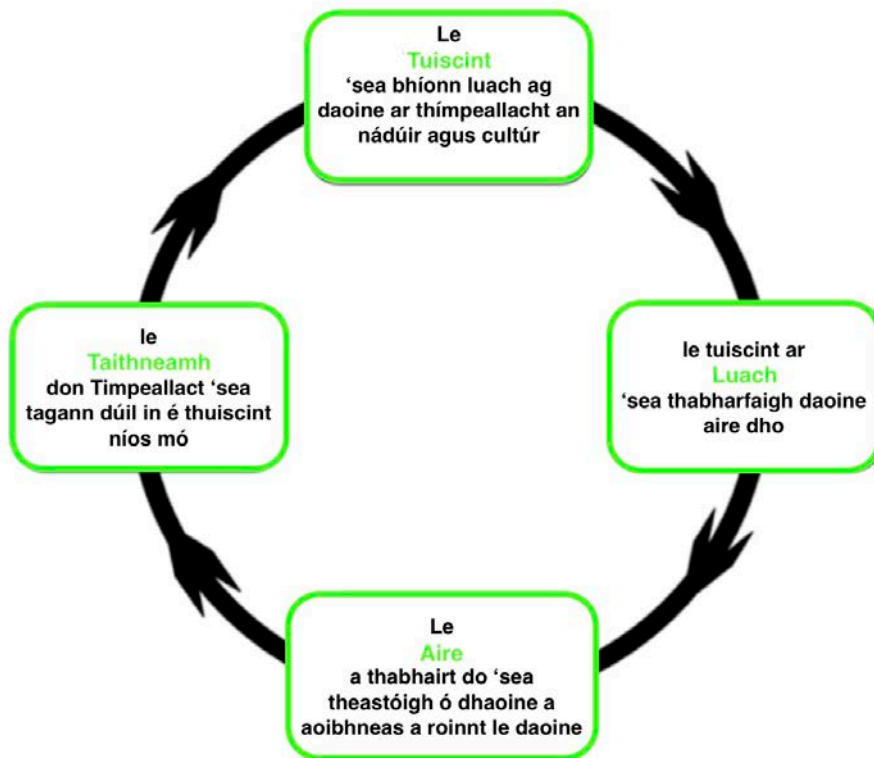 Le
Tuiscint
‘sea bhíonn luach ag
daoine ar thímpeallacht an
nádúir agus cultúr
le tuiscint ar
Luach
‘sea thabharfaigh daoine
aire dho
Le
Aire
a thabhairt do ‘sea
theastóigh ó dhaoine a
aoibhneas a roinnt le daoine
le
Taithneamh
don Timpeallact ‘sea
tagann dúil in é thuiscint
níos mó